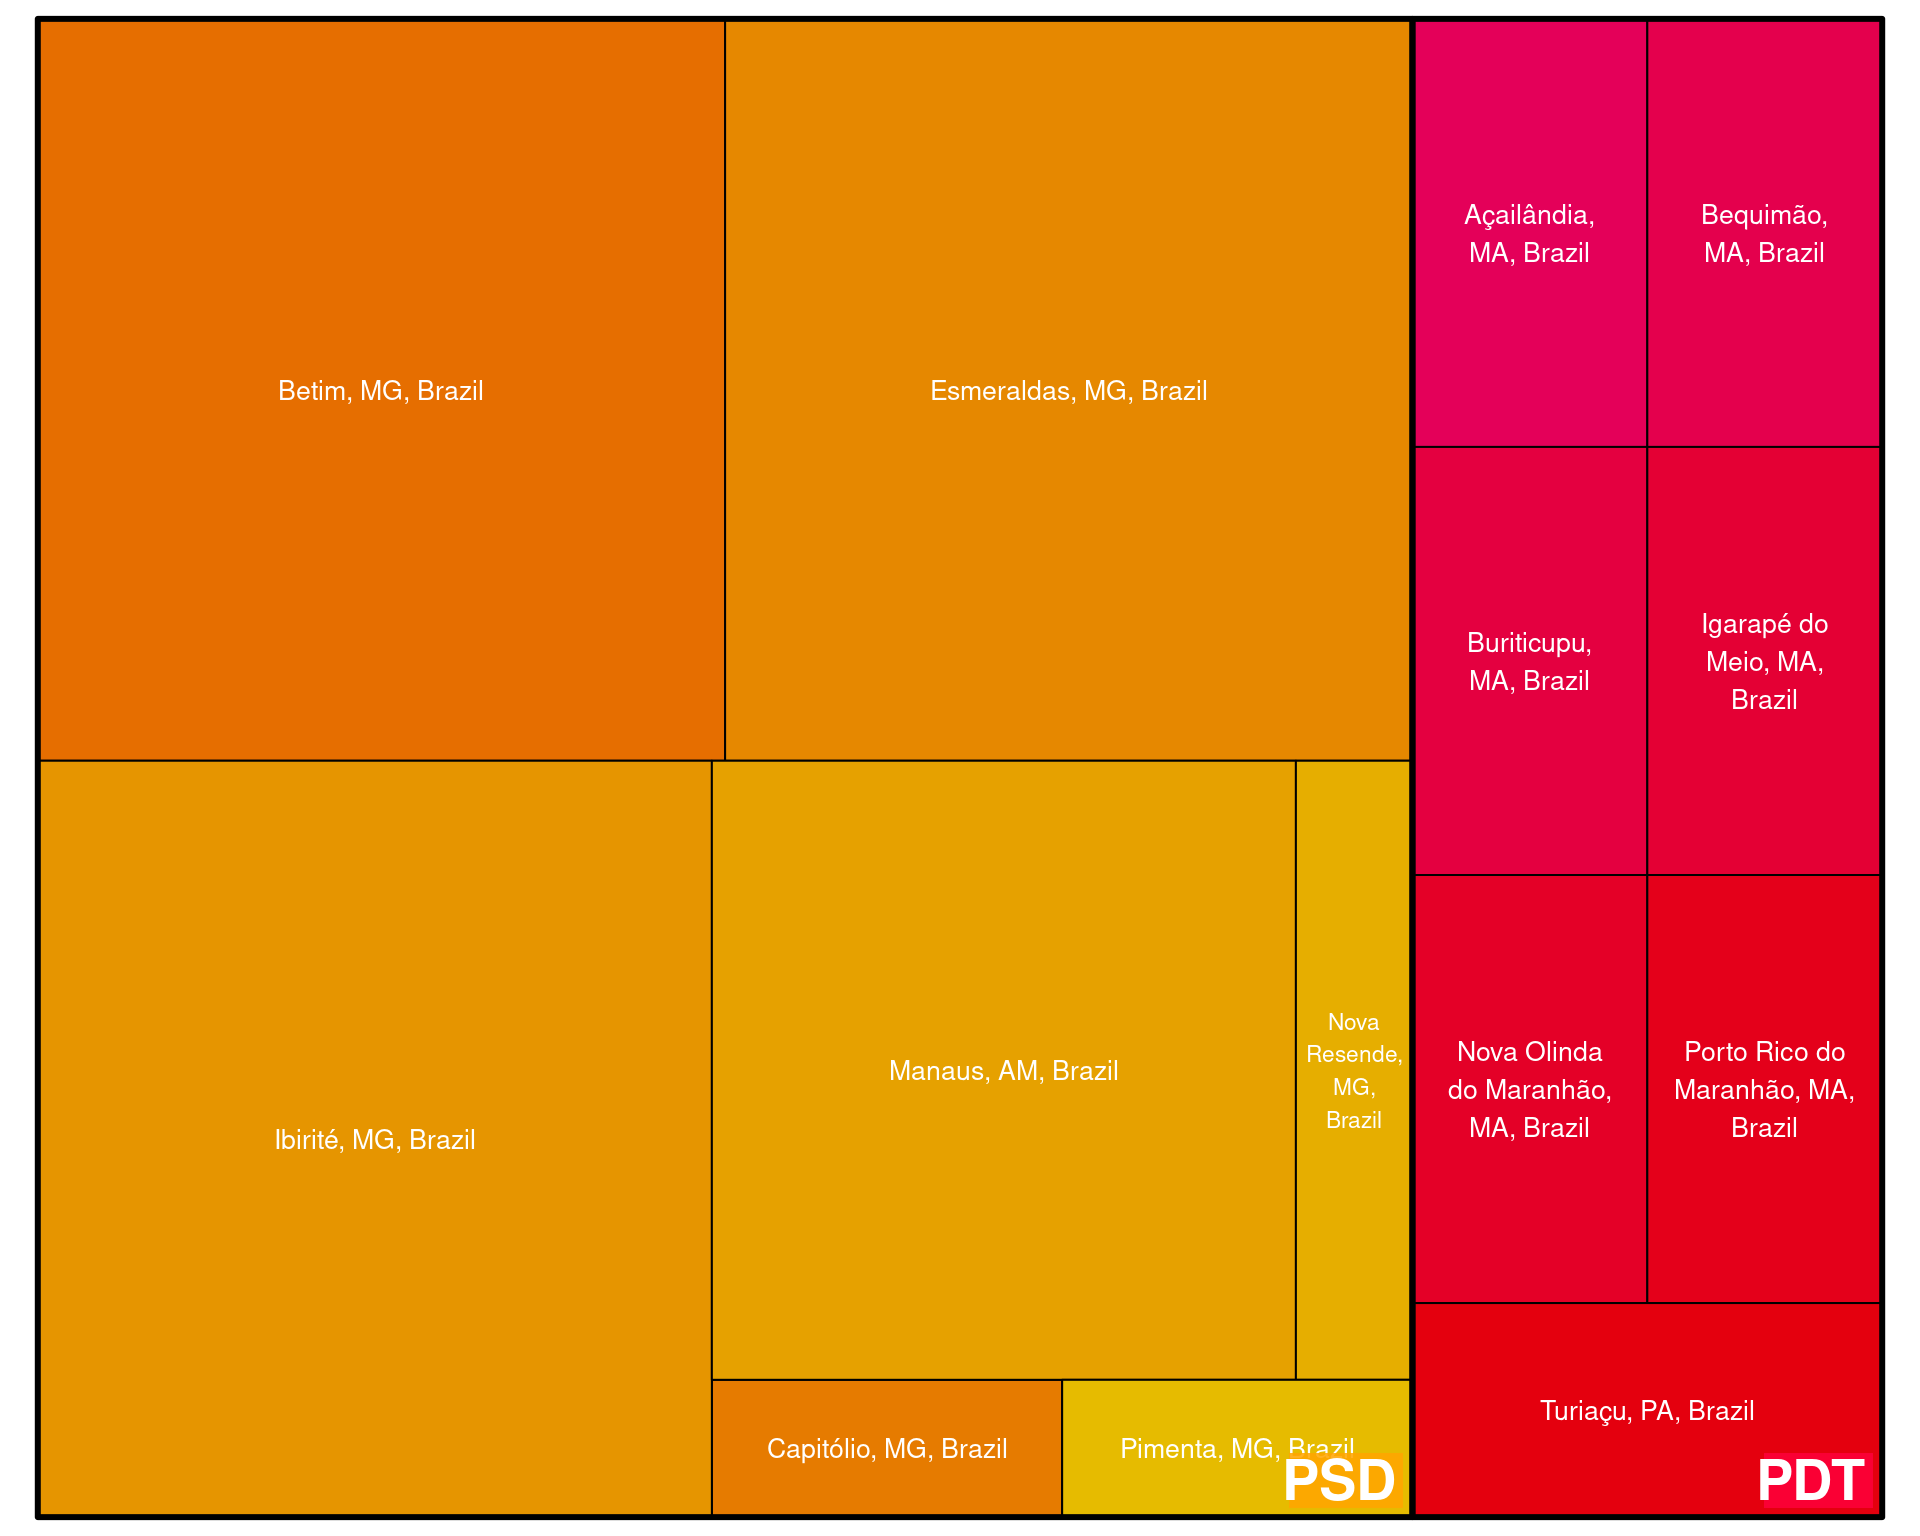 Betim, MG, Brazil
Esmeraldas, MG, Brazil
Ibirité, MG, Brazil
Manaus, AM, Brazil
Nova
Resende,
MG,
Brazil
Capitólio, MG, Brazil
Pimenta, MG, Brazil
PSD
Açailândia,
MA, Brazil
Bequimão,
MA, Brazil
Buriticupu,
MA, Brazil
Igarapé do
Meio, MA,
Brazil
Nova Olinda
do Maranhão,
MA, Brazil
Porto Rico do
Maranhão, MA,
Brazil
Turiaçu, PA, Brazil
PDT